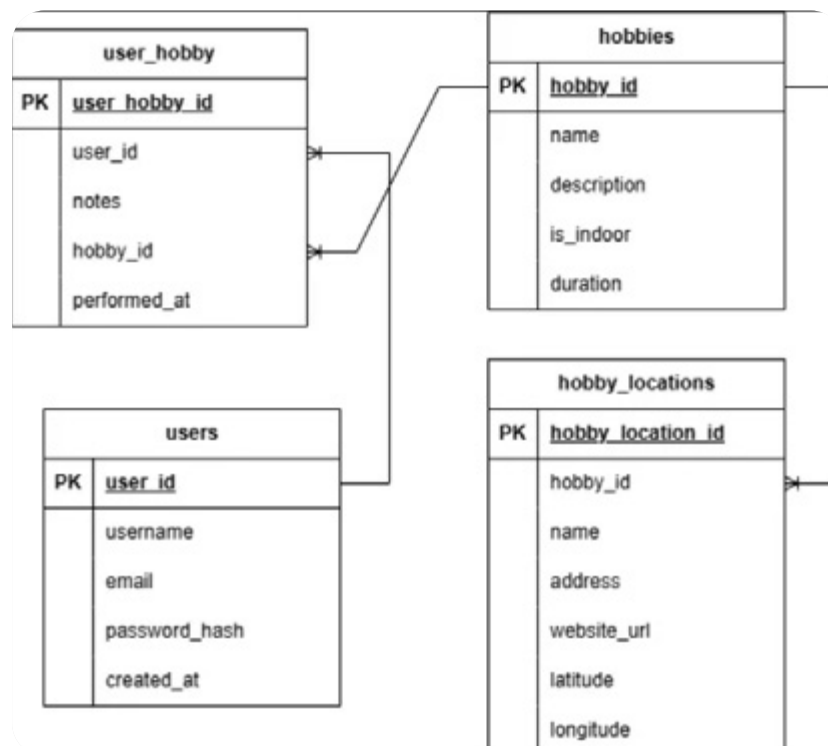 user_hobby
PK user_hobby_id
user_id
notes
hobby_id
performed_at
hobbies
PK hobby_id
name
description
is_indoor
duration
users
PK user_id
username
email
password_hash
created_at
hobby_locations
PK hobby_location_id
hobby_id
name
address
website_url
latitude
longitude